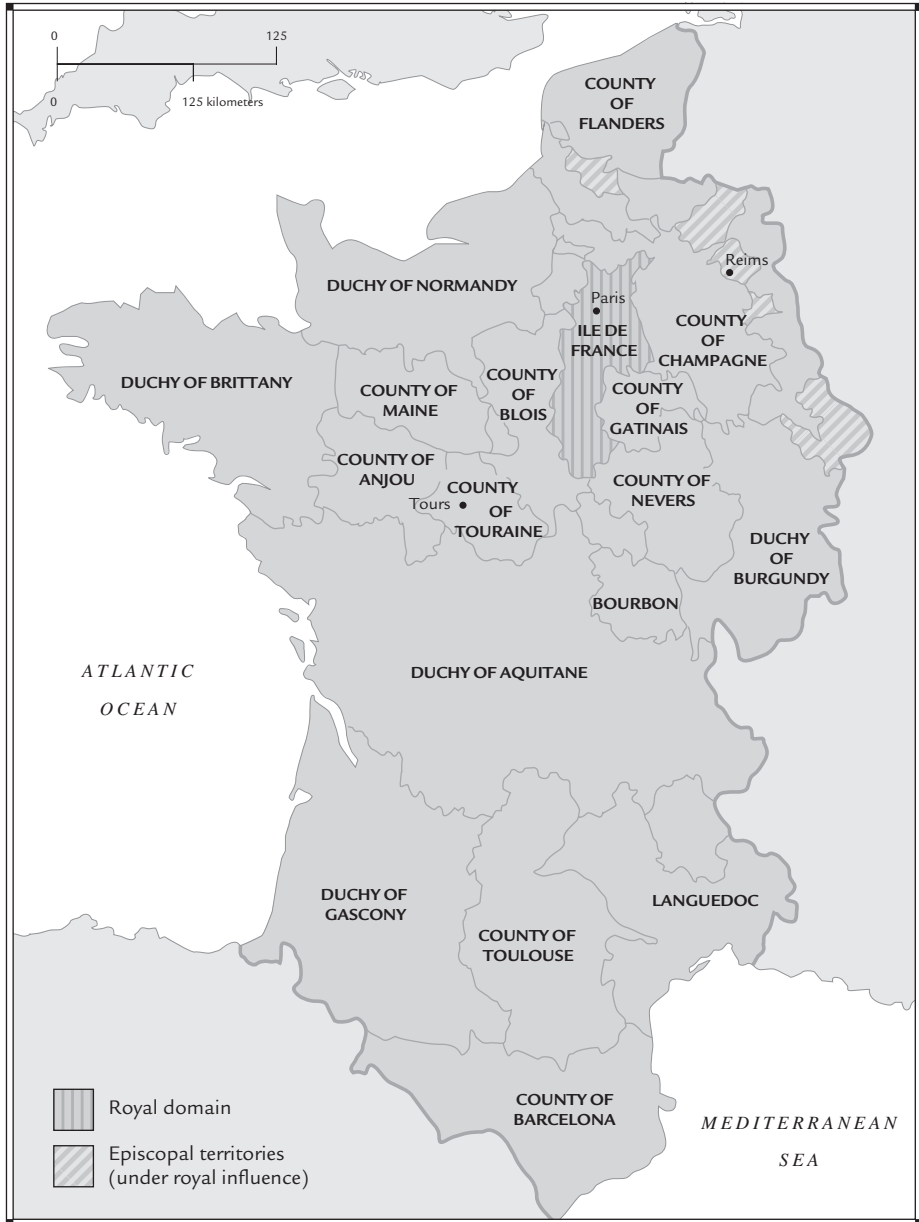 0 125
0 125 kilometers
COUNTY
OF
FLANDERS
Reims
DUCHY OF NORMANDY
Paris
ILE DE
FRANCE
COUNTY
OF
CHAMPAGNE
DUCHY OF BRITTANY
COUNTY OF
MAINE
COUNTY
OF
BLOIS
COUNTY
OF
GATINAIS
COUNTY OF
ANJOU
Tours
COUNTY
OF
TOURAINE
COUNTY OF
NEVERS
DUCHY
OF
BURGUNDY
BOURBON
ATLANTIC
OCEAN
DUCHY OF AQUITANE
DUCHY OF
GASCONY
COUNTY OF
TOULOUSE
LANGUEDOC
COUNTY OF
BARCELONA
MEDITERRANEAN
SEA
Royal domain
Episcopal territories
(under royal influence)